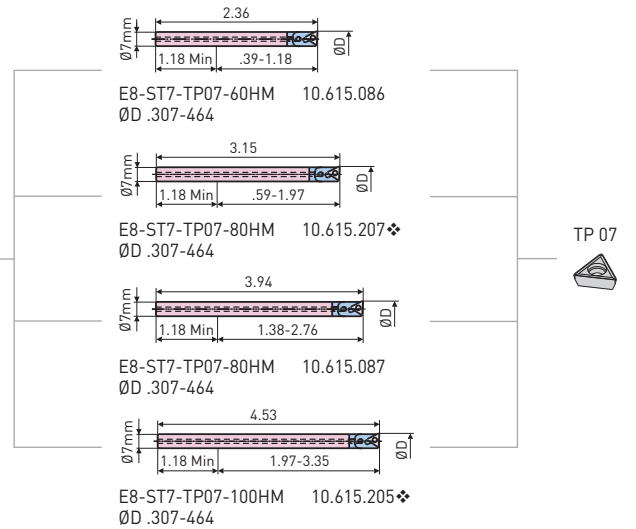 2.36
Ø7mm
ØD
1.18 Min .39-1.18
E8-ST7-TP07-60HM 10.615.086
ØD .307-464
3.15
Ø7mm
ØD
1.18 Min .59-1.97
E8-ST7-TP07-80HM 10.615.207❖
ØD .307-464
TP 07
3.94
Ø7mm
ØD
1.18 Min 1.38-2.76
E8-ST7-TP07-80HM 10.615.087
ØD .307-464
4.53
Ø7mm
ØD
1.18 Min 1.97-3.35
E8-ST7-TP07-100HM 10.615.205❖
ØD .307-464